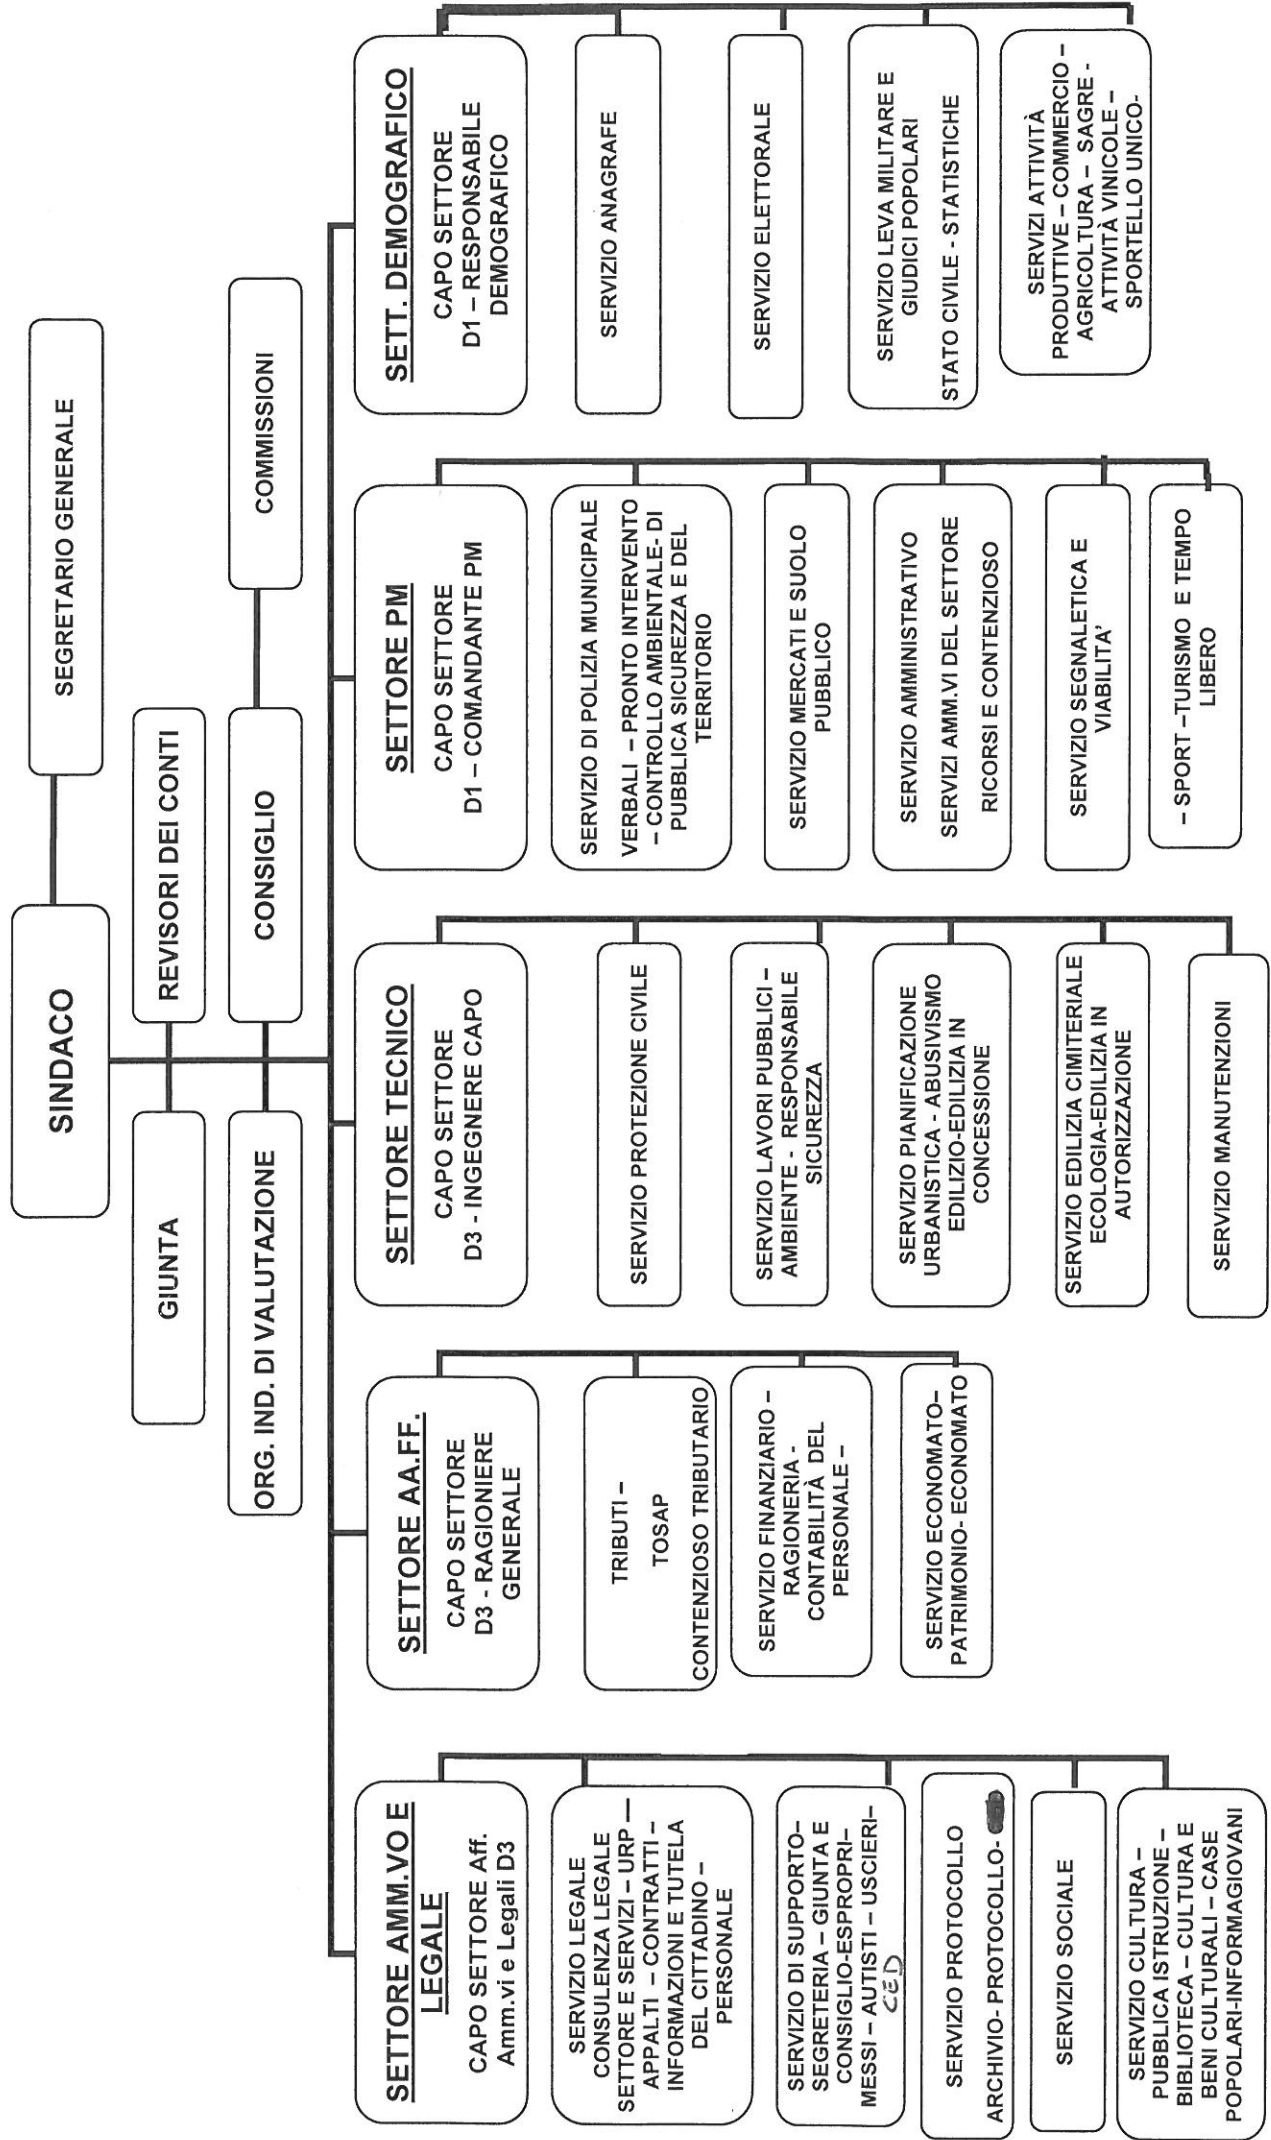 SINDACO
SEGRETARIO GENERALE
GIUNTA
REVISORI DEI CONTI
ORG. IND. DI VALUTAZIONE
CONSIGLIO
COMMISSIONI
SETTORE AMM.VO E
LEGALE
CAPO SETTORE Aff.
Amm.vi e Legali D3
SERVIZIO LEGALE
CONSULENZA LEGALE
SETTORE E SERVIZI – URP –
APPALTI – CONTRATTI –
INFORMAZIONI E TUTELA
DEL CITTADINO –
PERSONALE
SERVIZIO DI SUPPORTO–
SEGRETERIA – GIUNTA E
CONSIGLIO-ESPROPRI–
MESSI – AUTISTI – USCIERI–
CED
SERVIZIO PROTOCOLLO
ARCHIVIO- PROTOCOLLO-
SERVIZIO SOCIALE
SERVIZIO CULTURA –
PUBBLICA ISTRUZIONE –
BIBLIOTECA – CULTURA E
BENI CULTURALI – CASE
POPOLARI-INFORMAGIOVANI
SETTORE AA.FF.
CAPO SETTORE
D3 - RAGIONIERE
GENERALE
TRIBUTI –
TOSAP
CONTENZIOSO TRIBUTARIO
SERVIZIO FINANZIARIO –
RAGIONERIA -
CONTABILITÀ DEL
PERSONALE –
SERVIZIO ECONOMATO–
PATRIMONIO- ECONOMATO
SETTORE TECNICO
CAPO SETTORE
D3 - INGEGNERE CAPO
SERVIZIO PROTEZIONE CIVILE
SERVIZIO LAVORI PUBBLICI –
AMBIENTE - RESPONSABILE
SICUREZZA
SERVIZIO PIANIFICAZIONE
URBANISTICA - ABUSIVISMO
EDILIZIO-EDILIZIA IN
CONCESSIONE
SERVIZIO EDILIZIA CIMITERIALE
ECOLOGIA-EDILIZIA IN
AUTORIZZAZIONE
SERVIZIO MANUTENZIONI
SETTORE PM
CAPO SETTORE
D1 – COMANDANTE PM
SERVIZIO DI POLIZIA MUNICIPALE
VERBALI – PRONTO INTERVENTO
– CONTROLLO AMBIENTALE- DI
PUBBLICA SICUREZZA E DEL
TERRITORIO
SERVIZIO MERCATI E SUOLO
PUBBLICO
SERVIZIO AMMINISTRATIVO
SERVIZI AMM.VI DEL SETTORE
RICORSI E CONTENZIOSO
SERVIZIO SEGNALETICA E
VIABILITA'
– SPORT –TURISMO E TEMPO
LIBERO
SETT. DEMOGRAFICO
CAPO SETTORE
D1 – RESPONSABILE
DEMOGRAFICO
SERVIZIO ANAGRAFE
SERVIZIO ELETTORALE
SERVIZIO LEVA MILITARE E
GIUDICI POPOLARI
STATO CIVILE - STATISTICHE
SERVIZI ATTIVITÀ
PRODUTTIVE – COMMERCIO –
AGRICOLTURA – SAGRE -
ATTIVITÀ VINICOLE –
SPORTELLO UNICO-